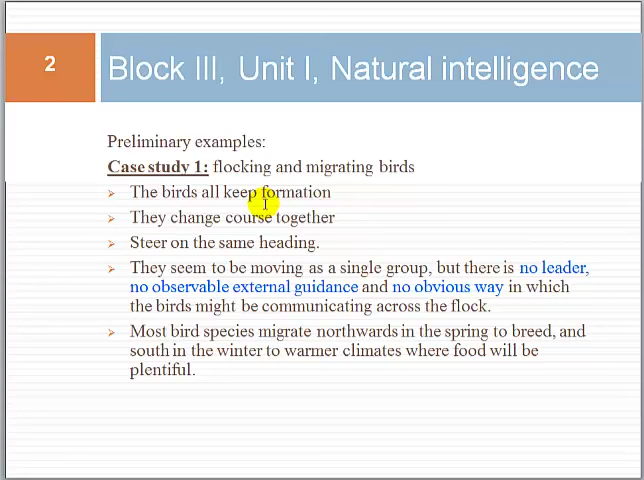 2
Block III, Unit I, Natural intelligence
Preliminary examples:
Case study 1: flocking and migrating birds
The birds all keep formation
They change course together
Steer on the same heading.
They seem to be moving as a single group, but there is no leader,
no observable external guidance and no obvious way in which
the birds might be communicating across the flock.
Most bird species migrate northwards in the spring to breed, and
south in the winter to warmer climates where food will be
plentiful.